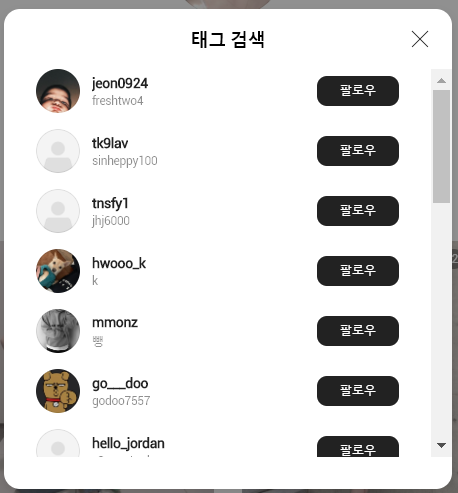 태그 검색
jeon0924
freshtwo4
팔로우
tk9lav
sinheppy100
팔로우
tnsfy1
jhj6000
팔로우
hwooo_k
k
팔로우
mmonz
빵
팔로우
go___doo
godoo7557
팔로우
hello_jordan
팔로우